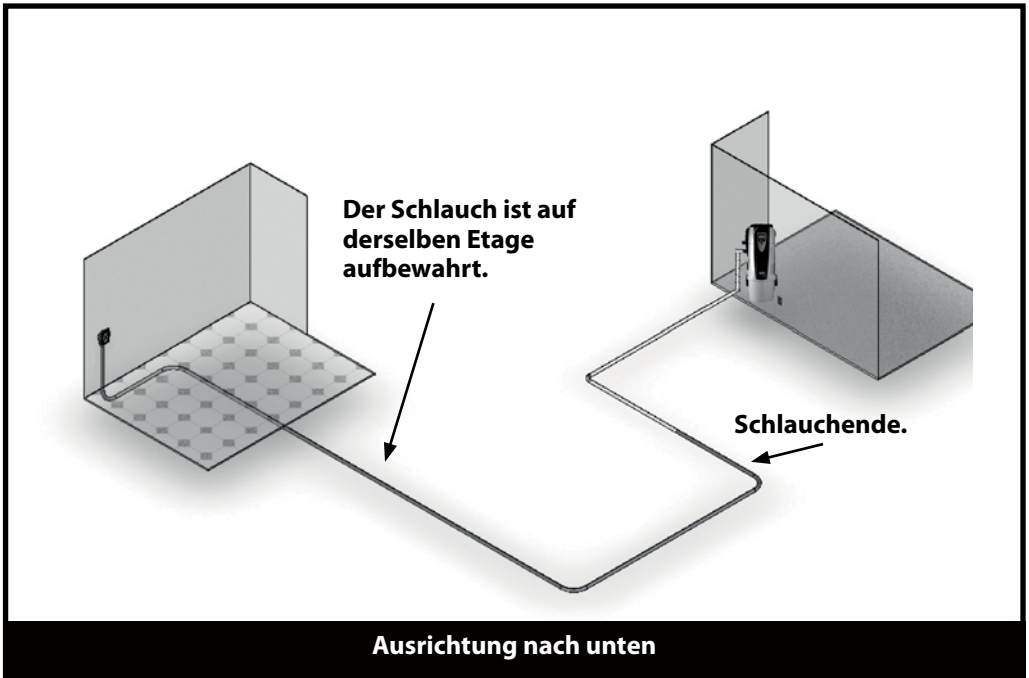 Der Schlauch ist auf
derselben Etage
aufbewahrt.
Schlauchende.
Ausrichtung nach unten